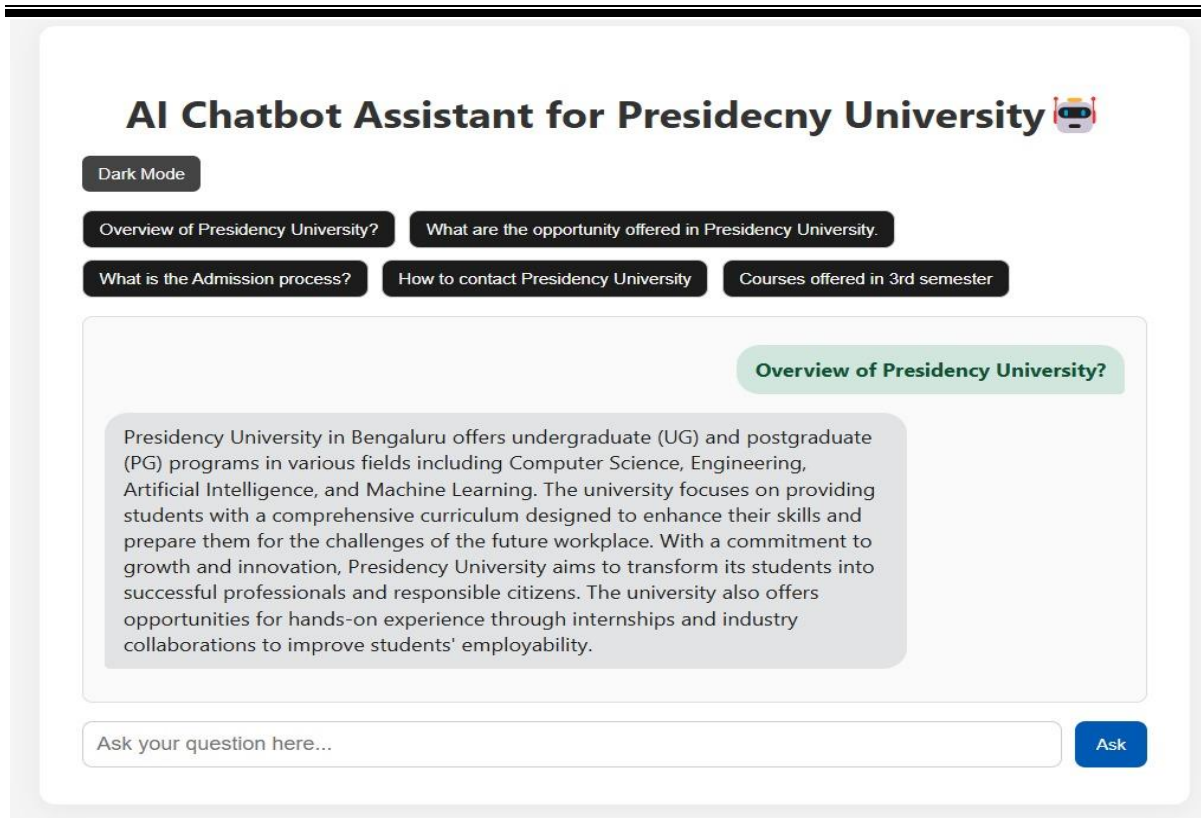 AI Chatbot Assistant for Presidecny University
Dark Mode
Overview of Presidency University? What are the opportunity offered in Presidency University.
What is the Admission process? How to contact Presidency University Courses offered in 3rd semester
Overview of Presidency University?
Presidency University in Bengaluru offers undergraduate (UG) and postgraduate
(PG) programs in various fields including Computer Science, Engineering,
Artificial Intelligence, and Machine Learning. The university focuses on providing
students with a comprehensive curriculum designed to enhance their skills and
prepare them for the challenges of the future workplace. With a commitment to
growth and innovation, Presidency University aims to transform its students into
successful professionals and responsible citizens. The university also offers
opportunities for hands-on experience through internships and industry
collaborations to improve students' employability.
Ask your question here... Ask